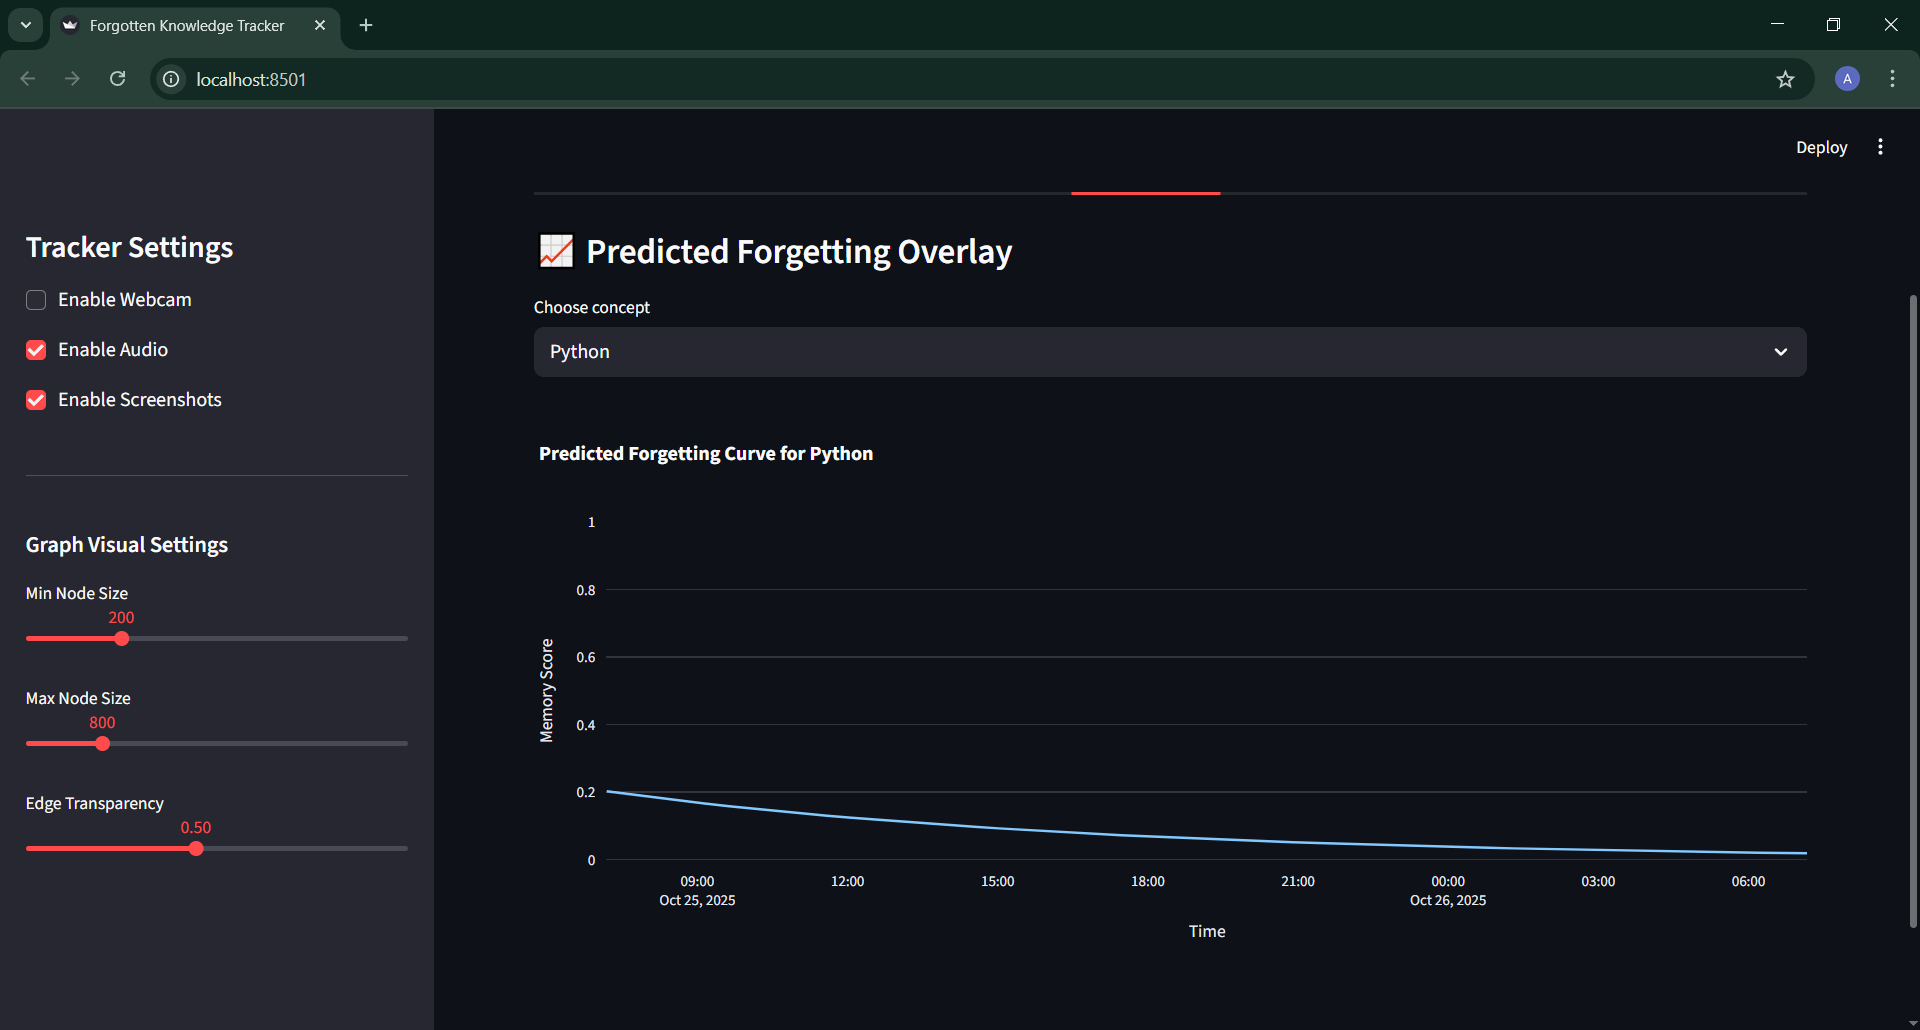 Forgotten Knowledge Tracker
localhost:8501
A
Deploy
Tracker Settings
Enable Webcam
Enable Audio
Enable Screenshots
Graph Visual Settings
Min Node Size
200
Max Node Size
800
Edge Transparency
0.50
Predicted Forgetting Overlay
Choose concept
Python
Predicted Forgetting Curve for Python
1
0.8
0.6
0.4
0.2
0
Memory Score
09:00 12:00 15:00 18:00 21:00 00:00 03:00 06:00
Oct 25, 2025 Oct 26, 2025
Time